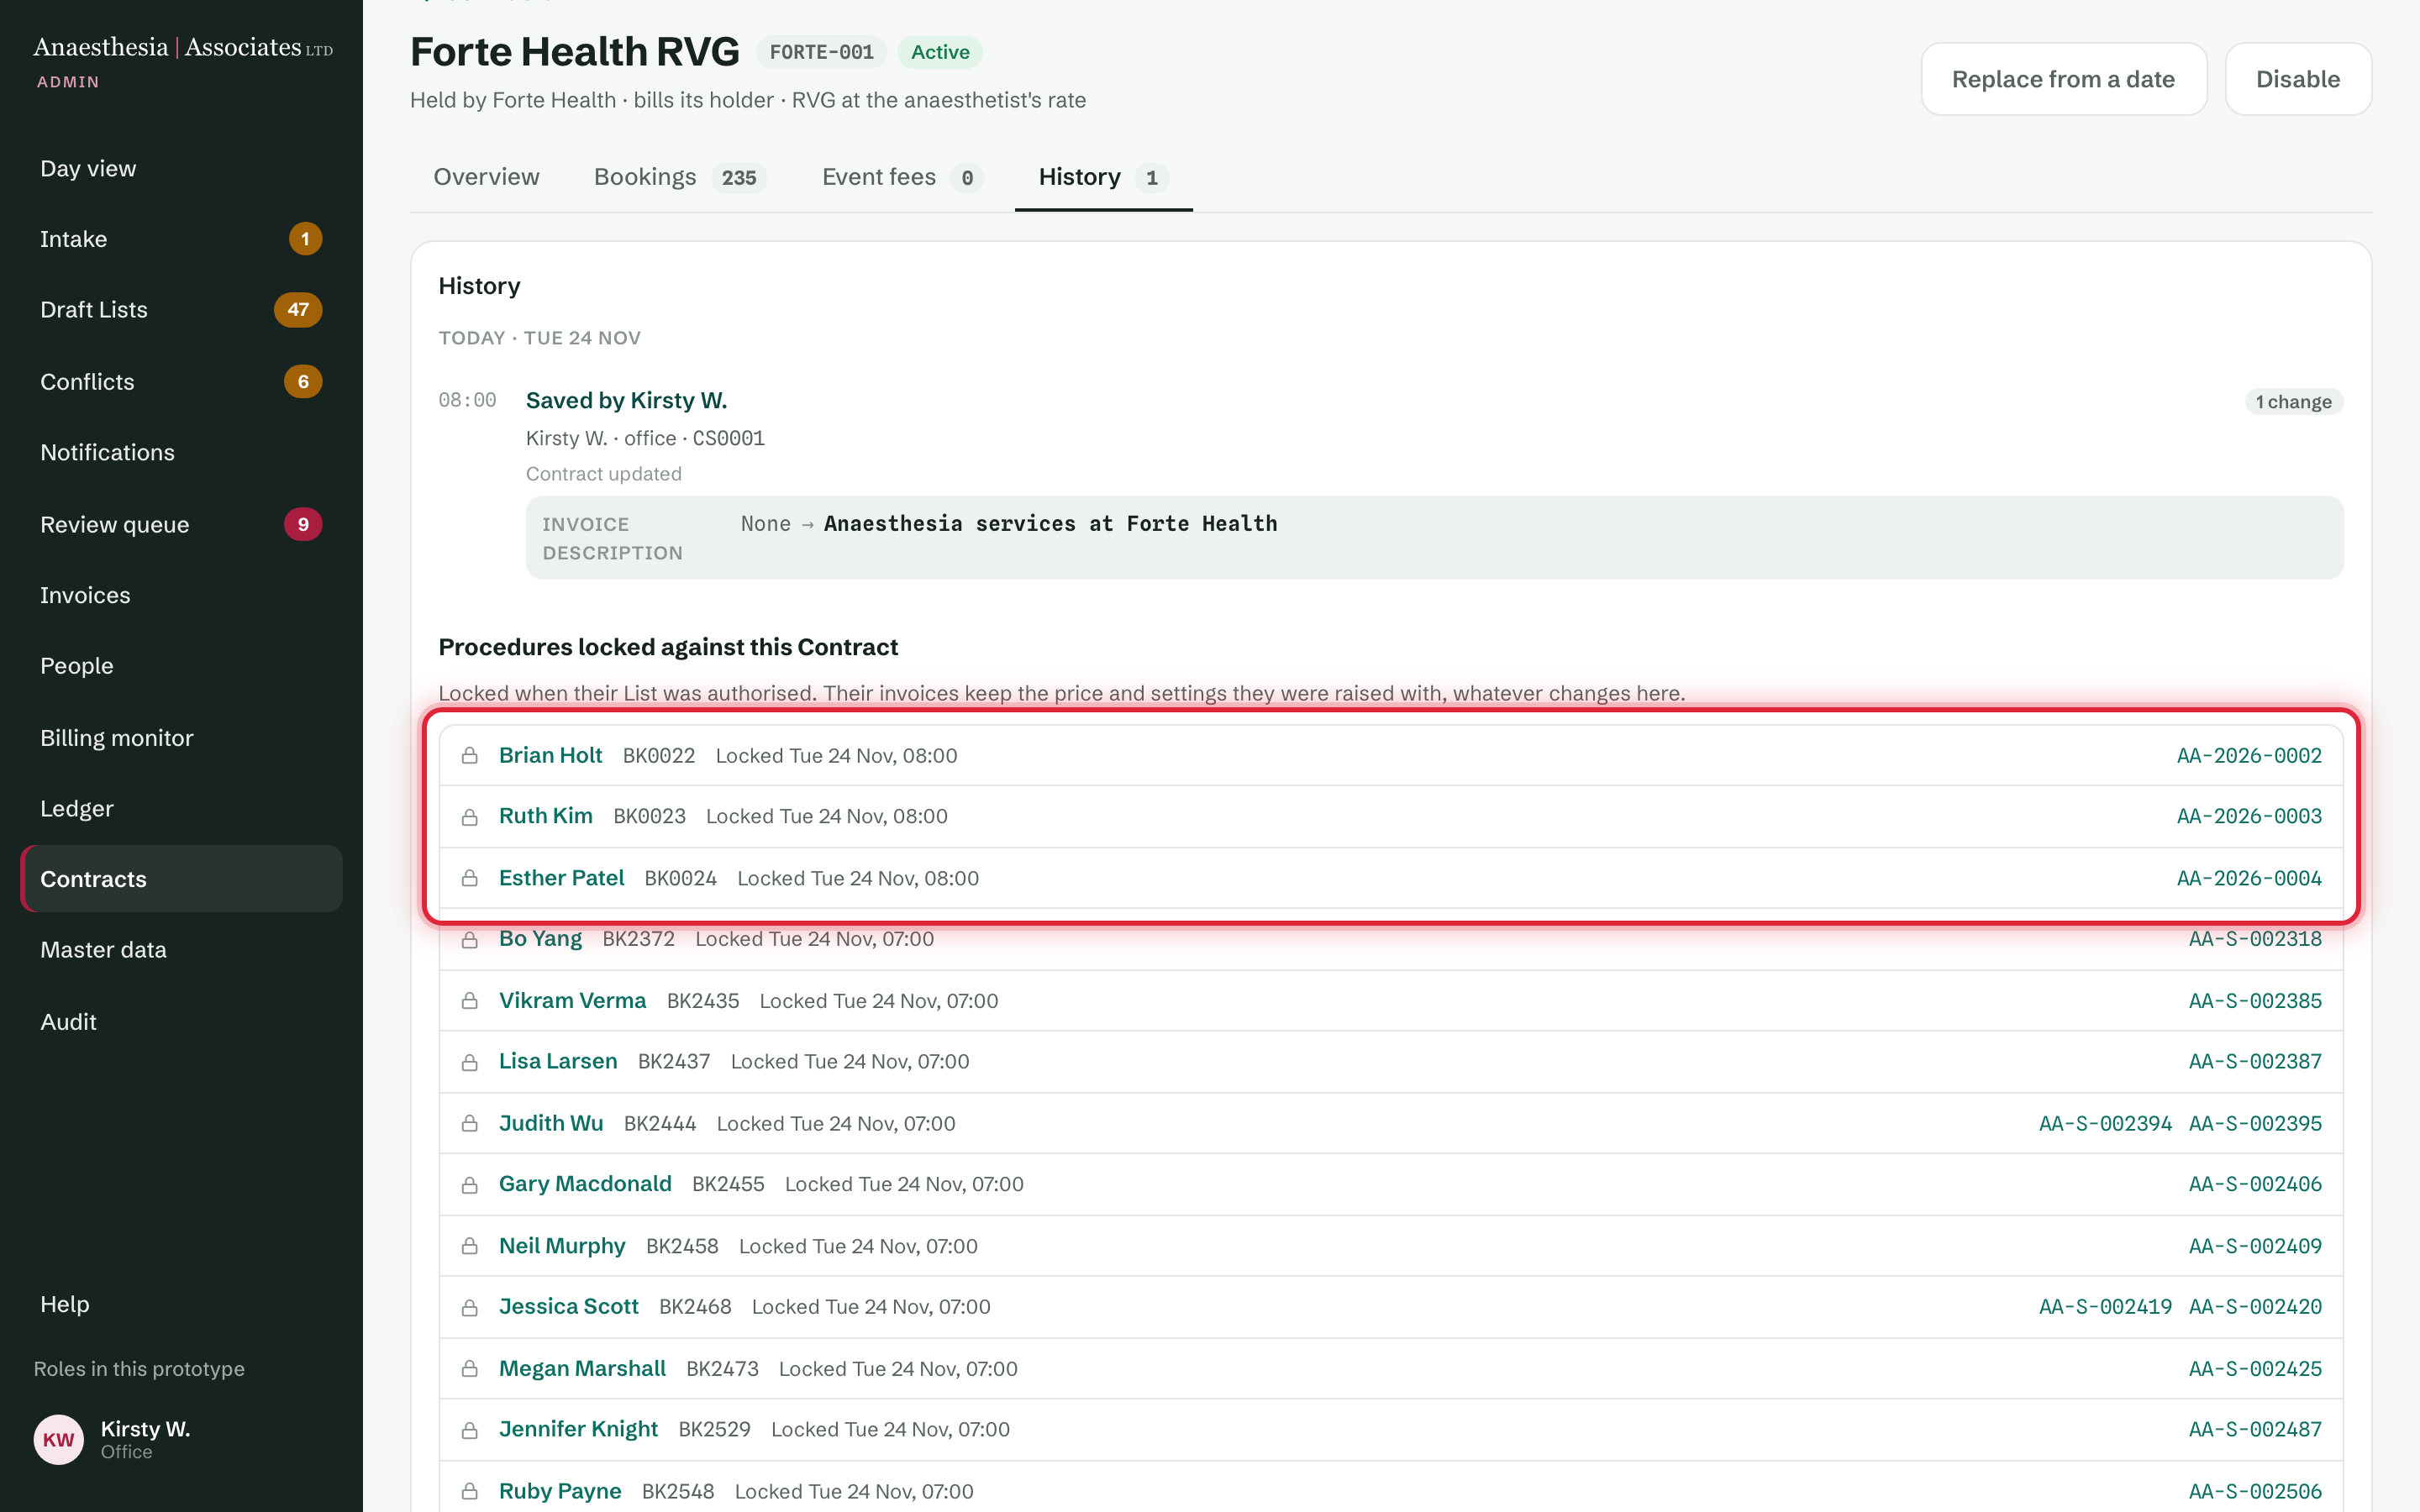 Anaesthesia | Associates LTD
ADMIN
Day view
Intake 1
Draft Lists 47
Conflicts 6
Notifications
Review queue 9
Invoices
People
Billing monitor
Ledger
Contracts
Master data
Audit
Help
Roles in this prototype
KW Kirsty W.
Office
Forte Health RVG FORTE-001 Active
Held by Forte Health · bills its holder · RVG at the anaesthetist's rate
Replace from a date Disable
Overview Bookings 235 Event fees 0 History 1
History
TODAY · TUE 24 NOV
08:00 Saved by Kirsty W. 1 change
Kirsty W. · office · CS0001
Contract updated
INVOICE DESCRIPTION None → Anaesthesia services at Forte Health
Procedures locked against this Contract
Locked when their List was authorised. Their invoices keep the price and settings they were raised with, whatever changes here.
Brian Holt BK0022 Locked Tue 24 Nov, 08:00 AA-2026-0002
Ruth Kim BK0023 Locked Tue 24 Nov, 08:00 AA-2026-0003
Esther Patel BK0024 Locked Tue 24 Nov, 08:00 AA-2026-0004
Bo Yang BK2372 Locked Tue 24 Nov, 07:00 AA-S-002318
Vikram Verma BK2435 Locked Tue 24 Nov, 07:00 AA-S-002385
Lisa Larsen BK2437 Locked Tue 24 Nov, 07:00 AA-S-002387
Judith Wu BK2444 Locked Tue 24 Nov, 07:00 AA-S-002394 AA-S-002395
Gary Macdonald BK2455 Locked Tue 24 Nov, 07:00 AA-S-002406
Neil Murphy BK2458 Locked Tue 24 Nov, 07:00 AA-S-002409
Jessica Scott BK2468 Locked Tue 24 Nov, 07:00 AA-S-002419 AA-S-002420
Megan Marshall BK2473 Locked Tue 24 Nov, 07:00 AA-S-002425
Jennifer Knight BK2529 Locked Tue 24 Nov, 07:00 AA-S-002487
Ruby Payne BK2548 Locked Tue 24 Nov, 07:00 AA-S-002506